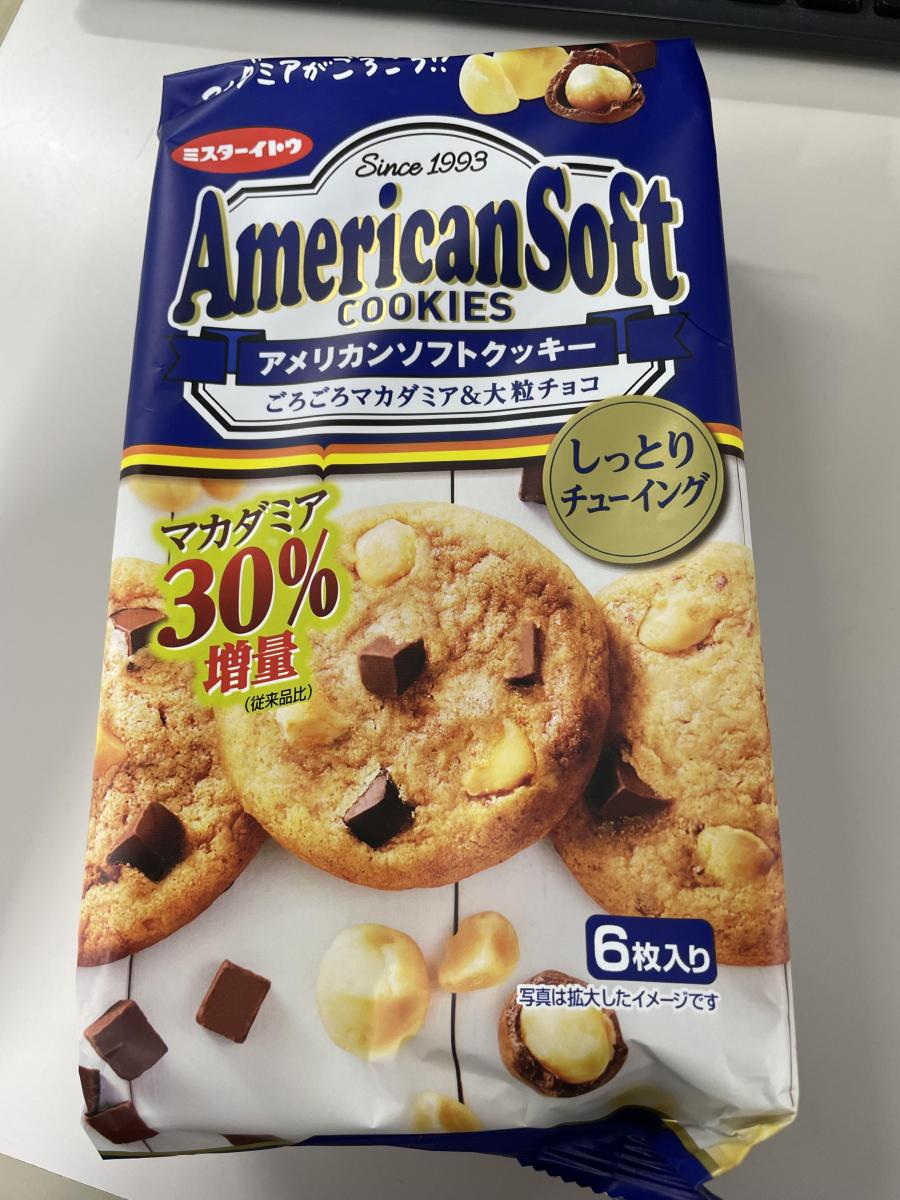 マカダミアがごろごろ!!
ミスターイトウ
Since 1993
AmericanSoft
COOKIES
アメリカンソフトクッキー
ごろごろマカダミア&大粒チョコ
しっとり
チューイング
マカダミア
30%
増量
(従来品比)
6枚入り
写真は拡大したイメージです